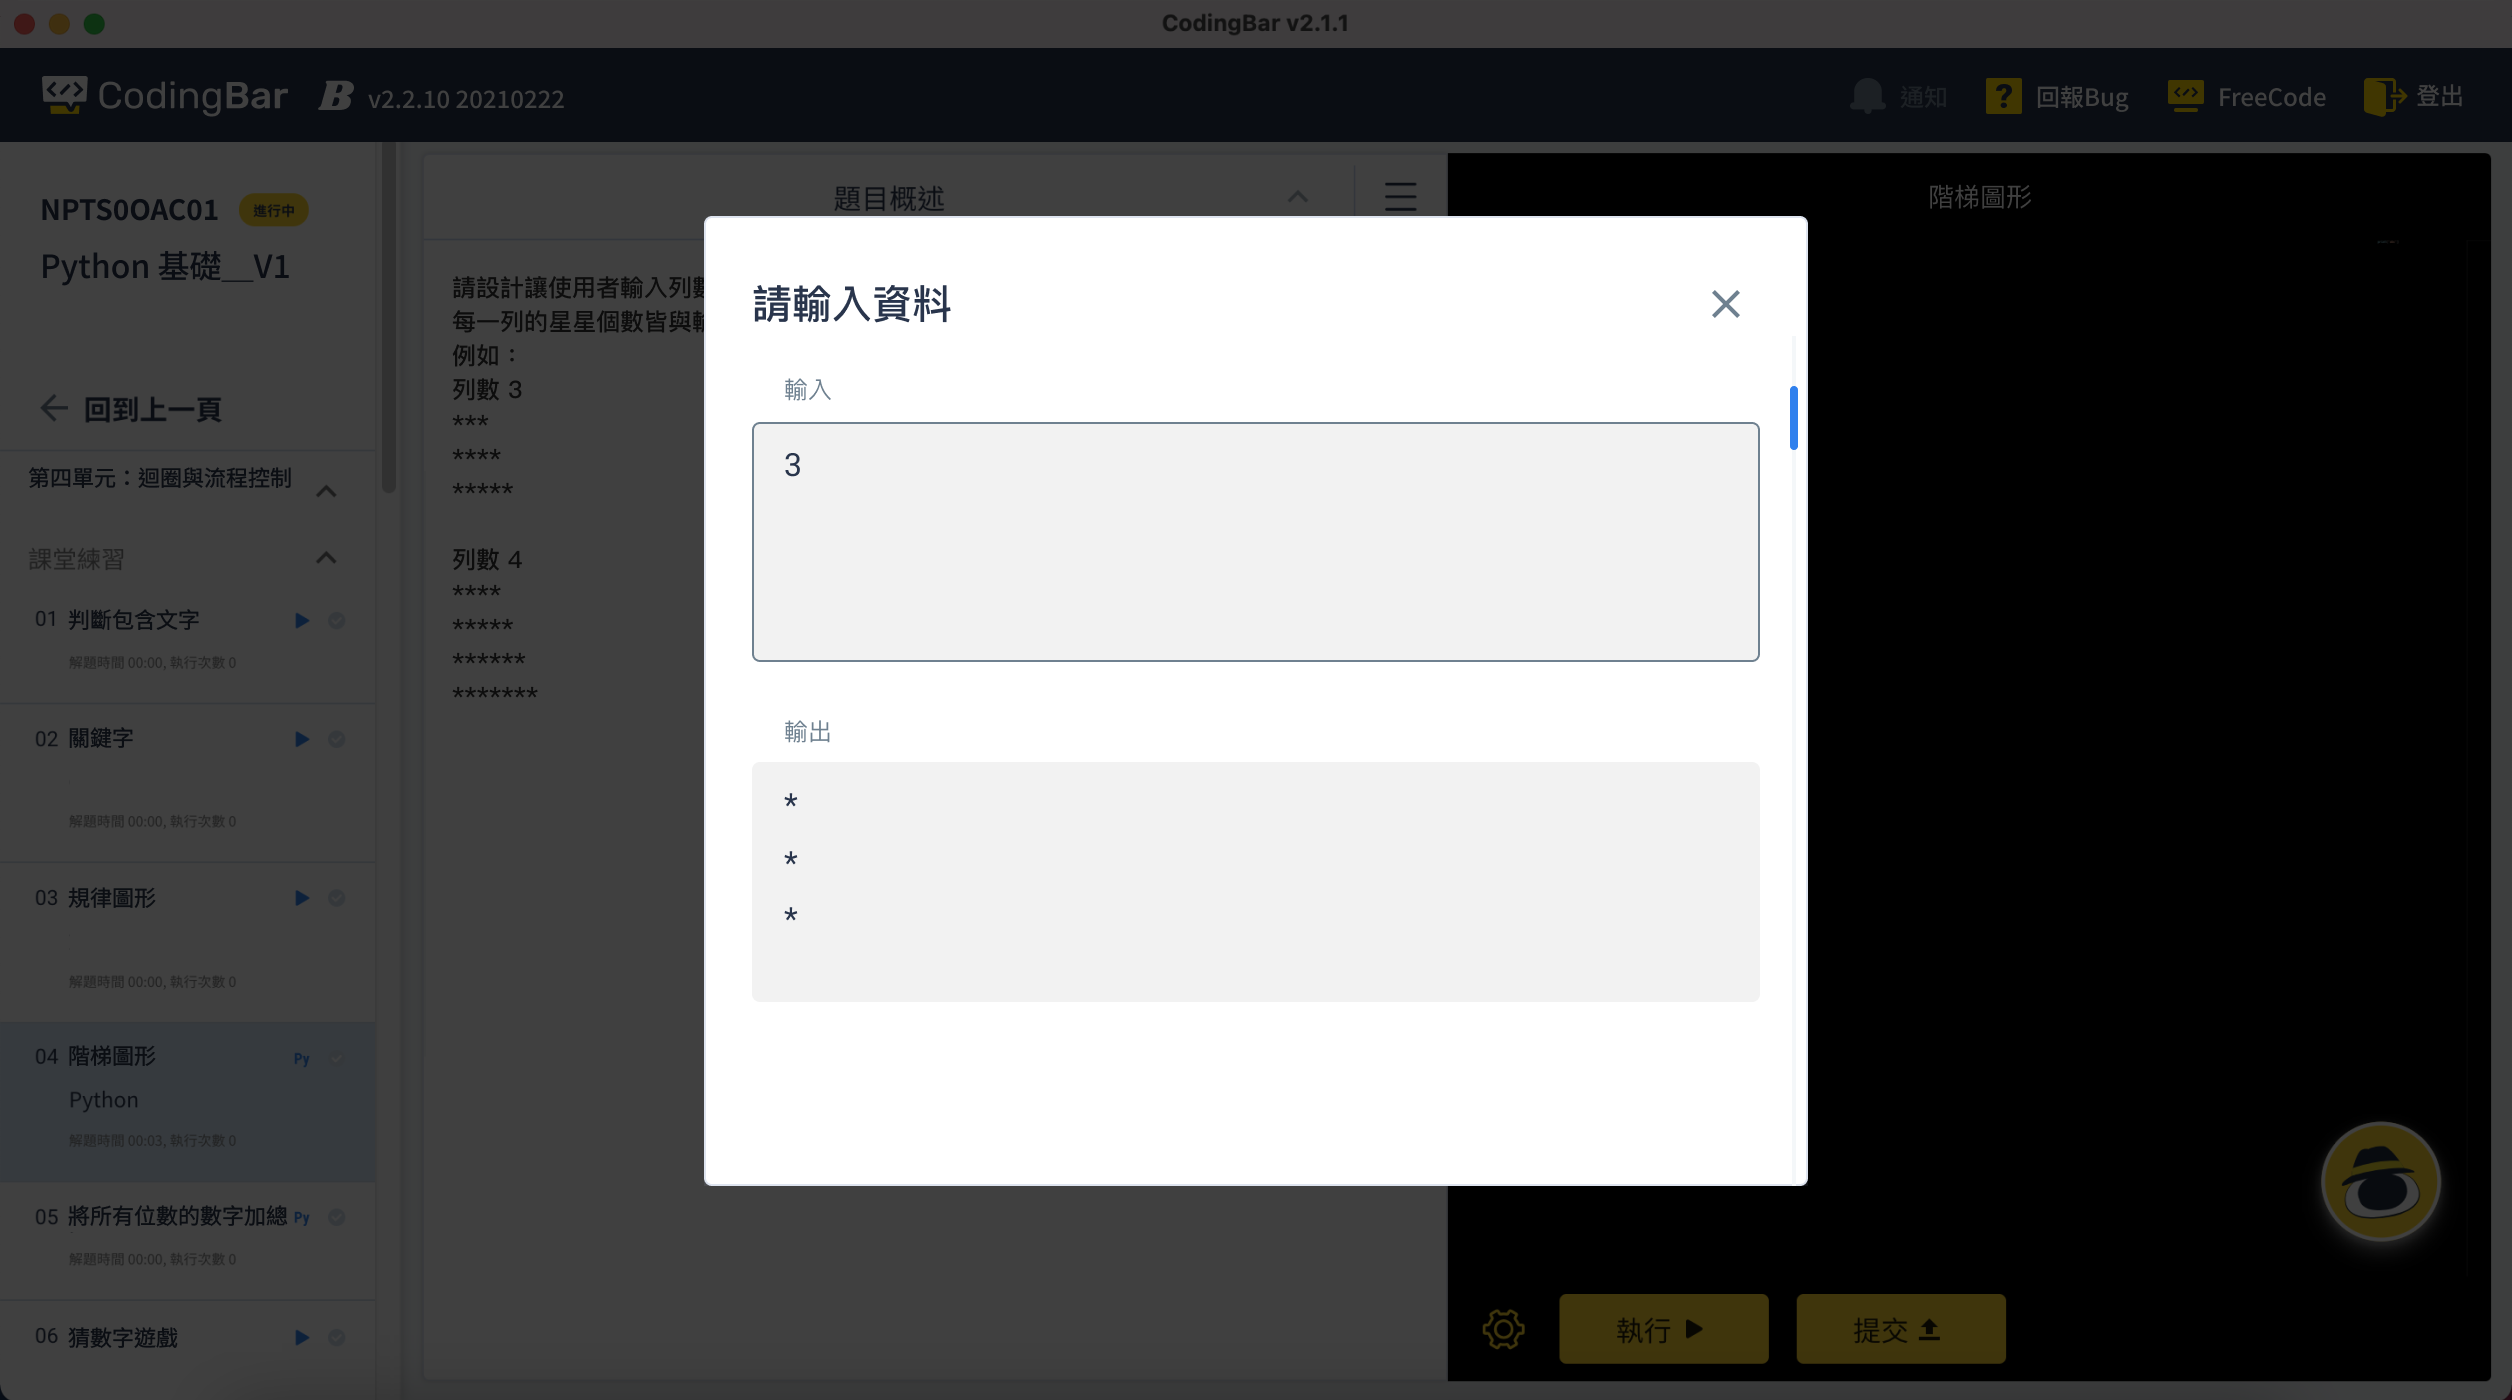 CodingBar v2.1.1
CodingBar B v2.2.10 20210222
通知
回報Bug
FreeCode
登出
NPTS0OAC01 進行中
Python 基礎__V1
回到上一頁
第四單元：迴圈與流程控制
課堂練習
01 判斷包含文字
解題時間 00:00, 執行次數 0
02 關鍵字
解題時間 00:00, 執行次數 0
03 規律圖形
解題時間 00:00, 執行次數 0
04 階梯圖形 Py
Python
解題時間 00:03, 執行次數 0
05 將所有位數的數字加總 Py
解題時間 00:00, 執行次數 0
06 猜數字遊戲
題目概述
請設計讓使用者輸入列數
每一列的星星個數皆與輸
例如：
列數 3
***
****
*****
列數 4
****
*****
******
*******
請輸入資料
輸入
3
輸出
*
*
*
階梯圖形
執行
提交